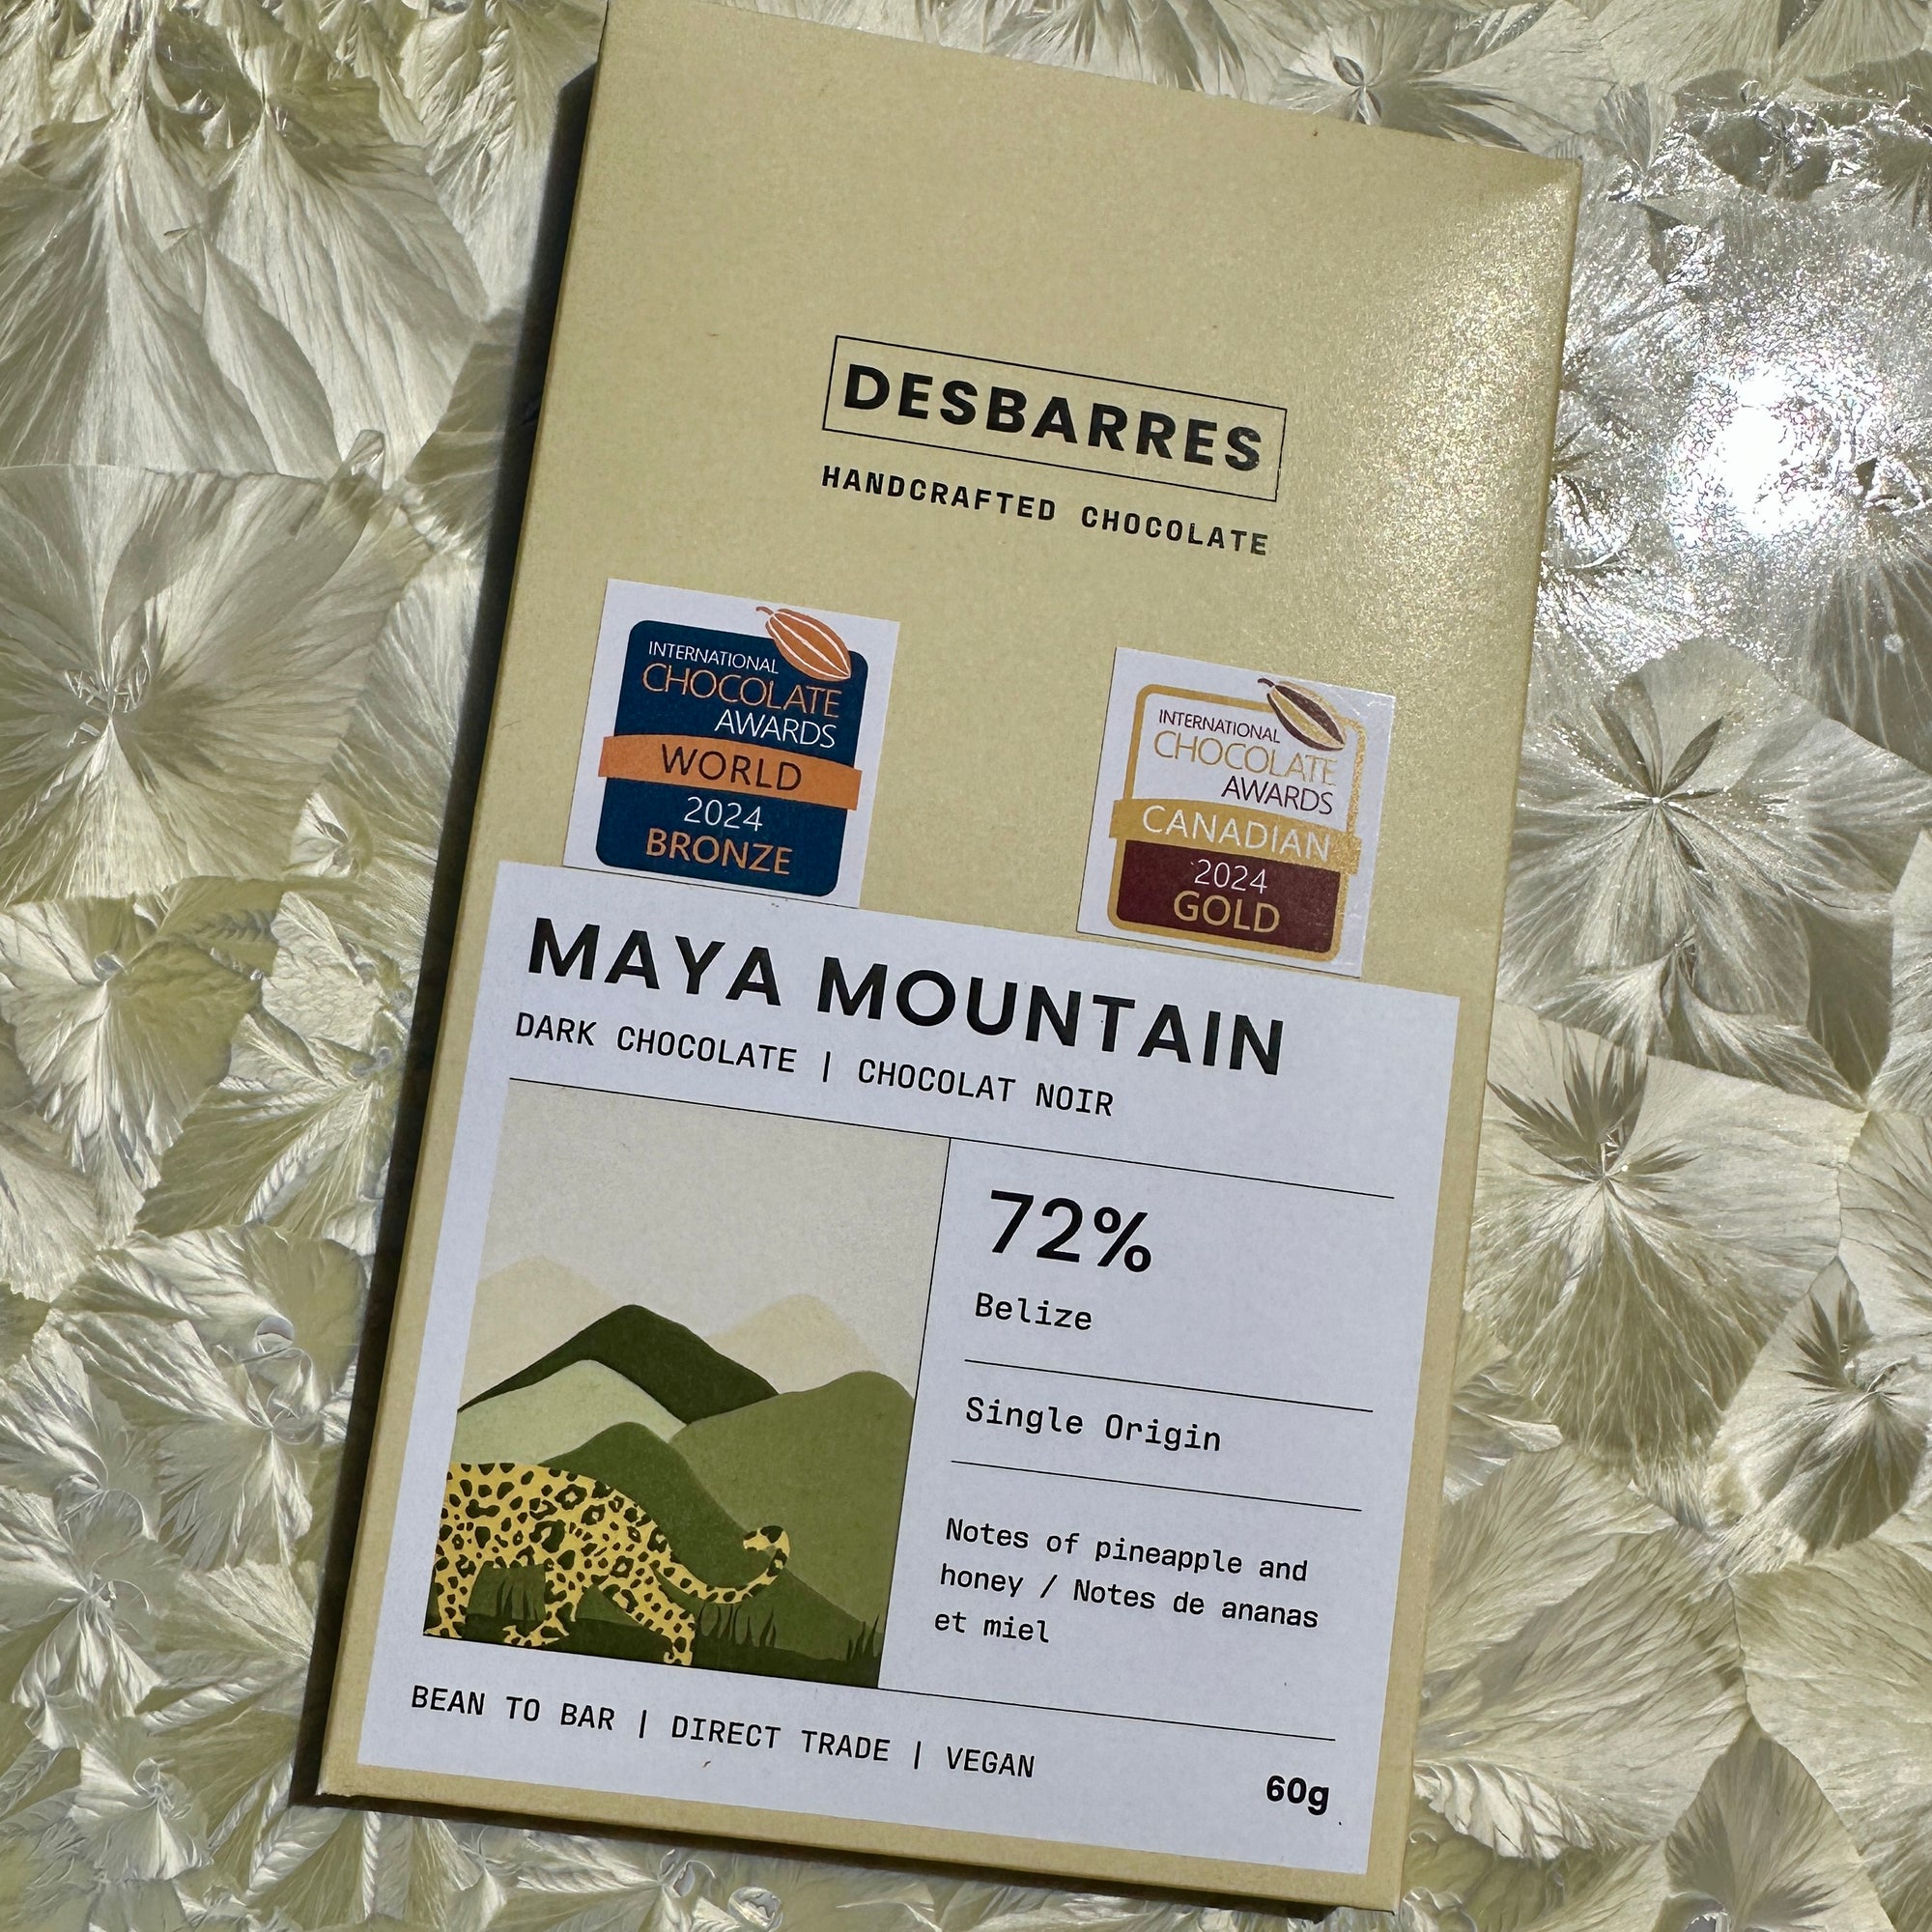 DESBARRES
HANDCRAFTED CHOCOLATE
INTERNATIONAL
CHOCOLATE
AWARDS
WORLD
2024
BRONZE
INTERNATIONAL
CHOCOLATE
AWARDS
CANADIAN
2024
GOLD
MAYA MOUNTAIN
DARK CHOCOLATE | CHOCOLAT NOIR
72%
Belize
Single Origin
Notes of pineapple and
honey / Notes de ananas
et miel
BEAN TO BAR | DIRECT TRADE | VEGAN
60g